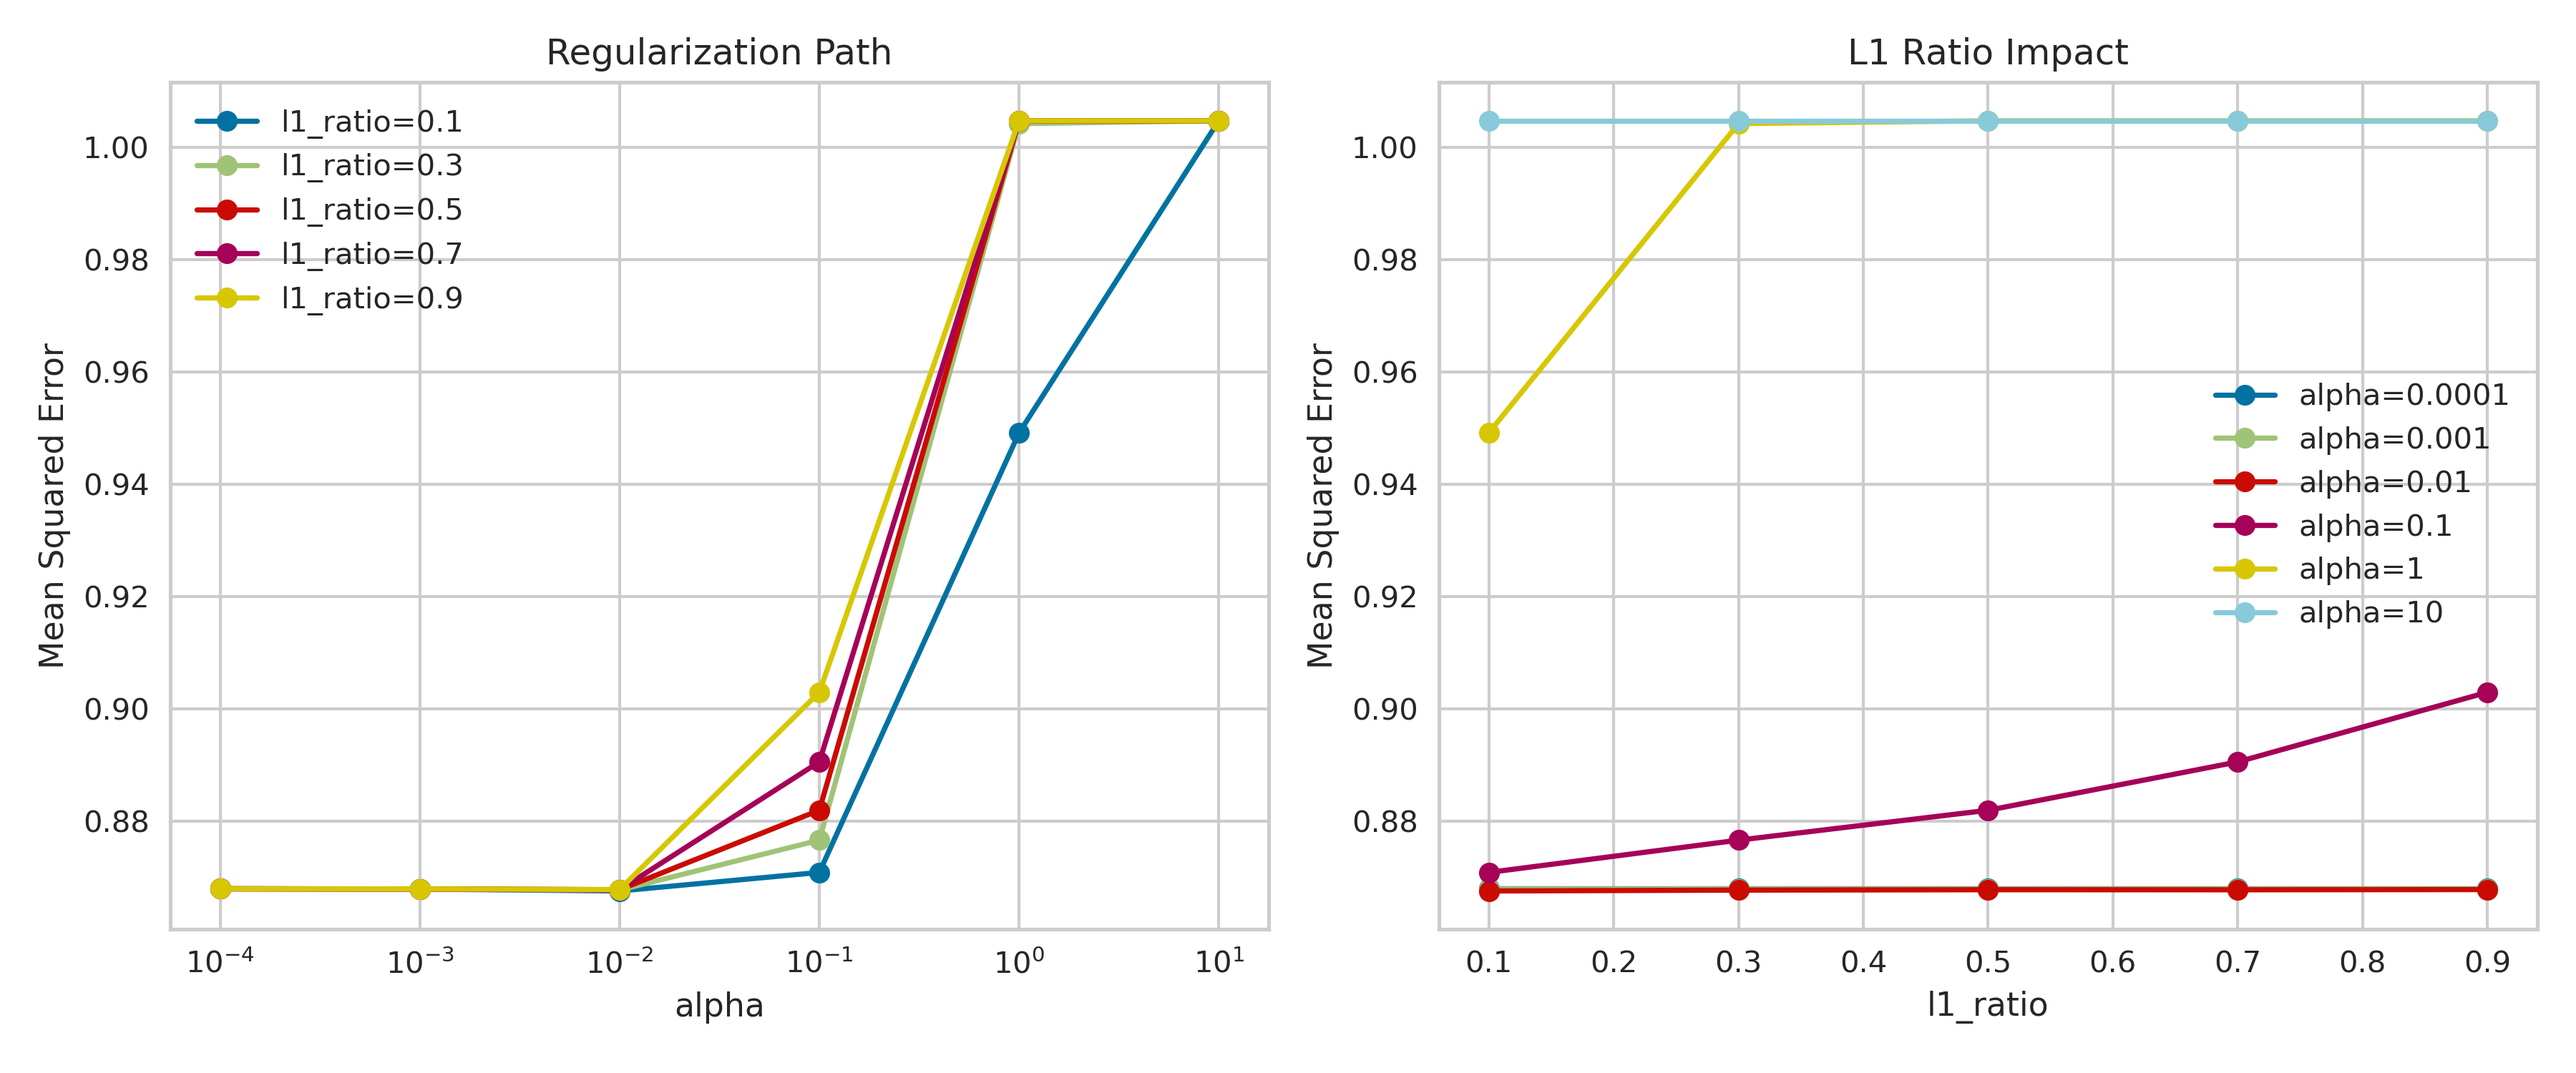 Regularization Path
Mean Squared Error
1.00
0.98
0.96
0.94
0.92
0.90
0.88
l1_ratio=0.1
l1_ratio=0.3
l1_ratio=0.5
l1_ratio=0.7
l1_ratio=0.9
10⁻⁴ 10⁻³ 10⁻² 10⁻¹ 10⁰ 10¹
alpha
L1 Ratio Impact
Mean Squared Error
1.00
0.98
0.96
0.94
0.92
0.90
0.88
alpha=0.0001
alpha=0.001
alpha=0.01
alpha=0.1
alpha=1
alpha=10
0.1 0.2 0.3 0.4 0.5 0.6 0.7 0.8 0.9
l1_ratio